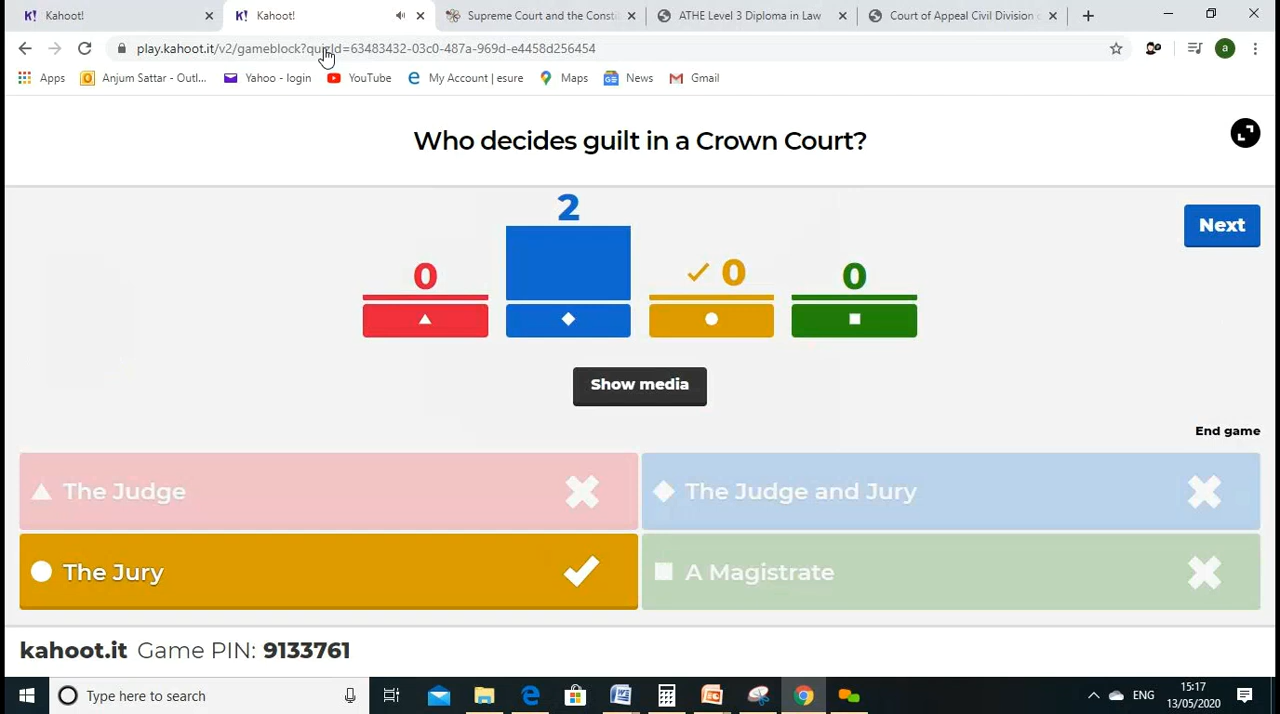 Kahoot!
Kahoot!
Supreme Court and the Consti
ATHE Level 3 Diploma in Law
Court of Appeal Civil Division o
play.kahoot.it/v2/gameblock?quizId=63483432-03c0-487a-969d-e4458d256454
a
Apps
Anjum Sattar - Outl...
Yahoo - login
YouTube
My Account | esure
Maps
News
Gmail
Who decides guilt in a Crown Court?
Next
0
2
0
0
Show media
End game
The Judge
The Judge and Jury
The Jury
A Magistrate
kahoot.it Game PIN: 9133761
Type here to search
ENG
15:17
13/05/2020